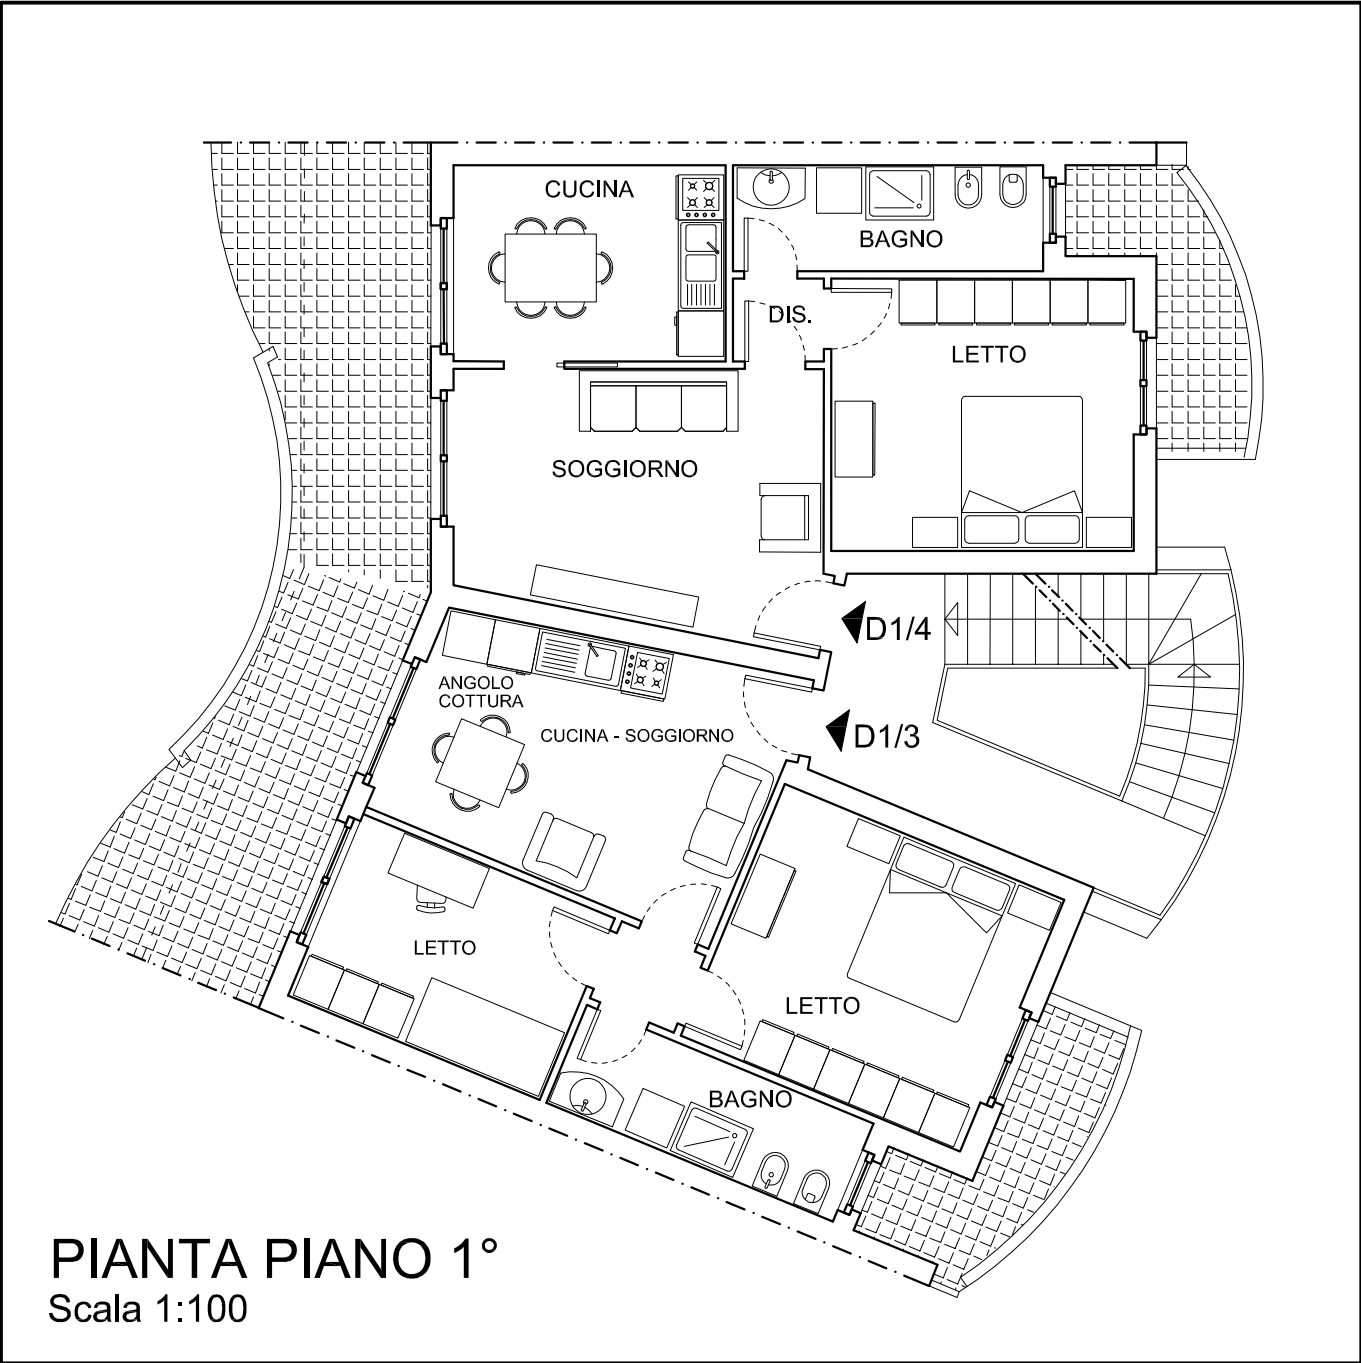 CUCINA
BAGNO
DIS.
LETTO
SOGGIORNO
D1/4
ANGOLO
COTTURA
CUCINA - SOGGIORNO
D1/3
LETTO
LETTO
BAGNO
PIANTA PIANO 1°
Scala 1:100